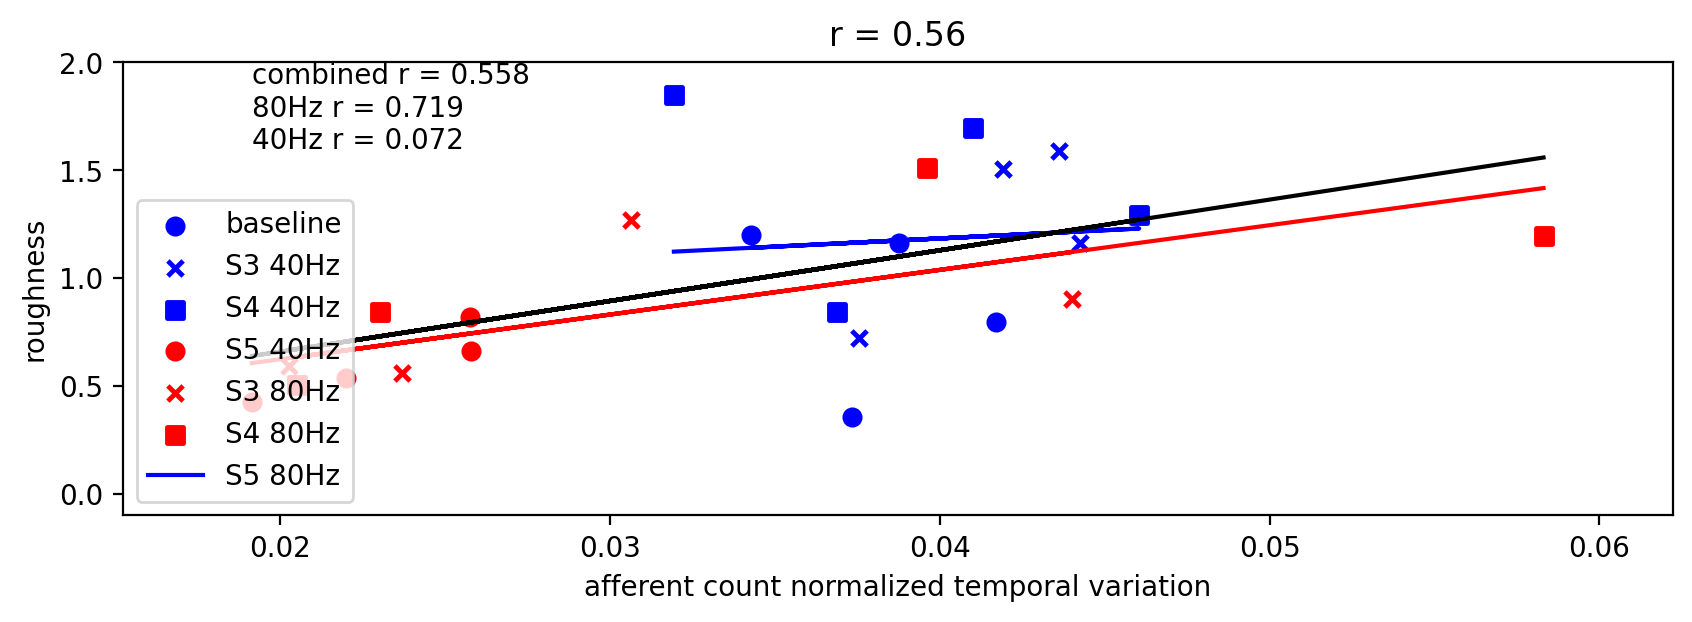 r = 0.56
combined r = 0.558
80Hz r = 0.719
40Hz r = 0.072
2.0
1.5
1.0
0.5
0.0
roughness
baseline
S3 40Hz
S4 40Hz
S5 40Hz
S3 80Hz
S4 80Hz
S5 80Hz
0.02 0.03 0.04 0.05 0.06
afferent count normalized temporal variation